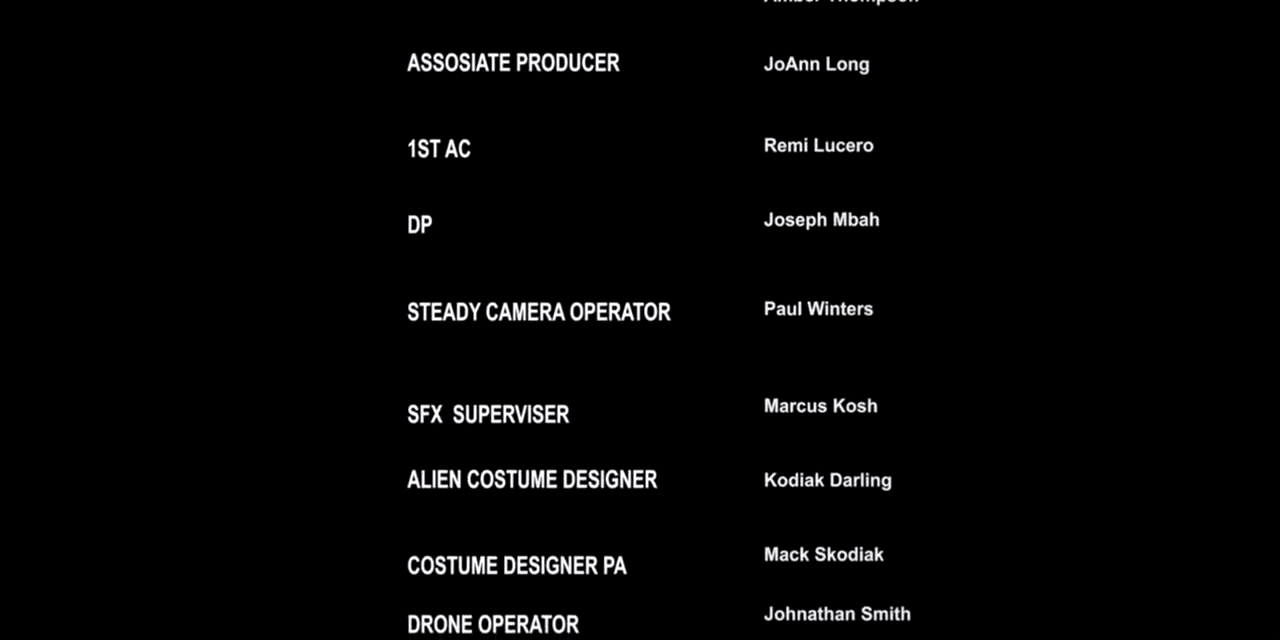 ASSOSIATE PRODUCER JoAnn Long
1ST AC Remi Lucero
DP Joseph Mbah
STEADY CAMERA OPERATOR Paul Winters
SFX SUPERVISER Marcus Kosh
ALIEN COSTUME DESIGNER Kodiak Darling
COSTUME DESIGNER PA Mack Skodiak
DRONE OPERATOR Johnathan Smith